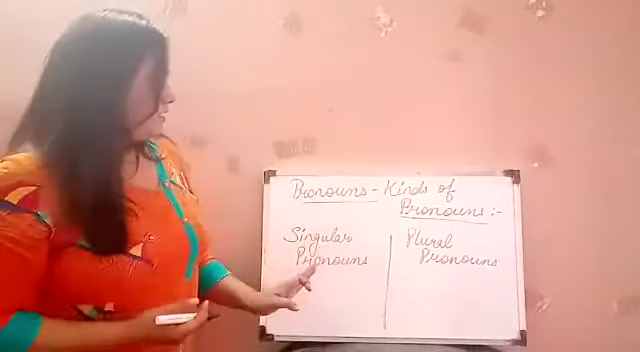 Pronouns - Kinds of
Pronouns :-
Singular
Pronouns
Plural
Pronouns